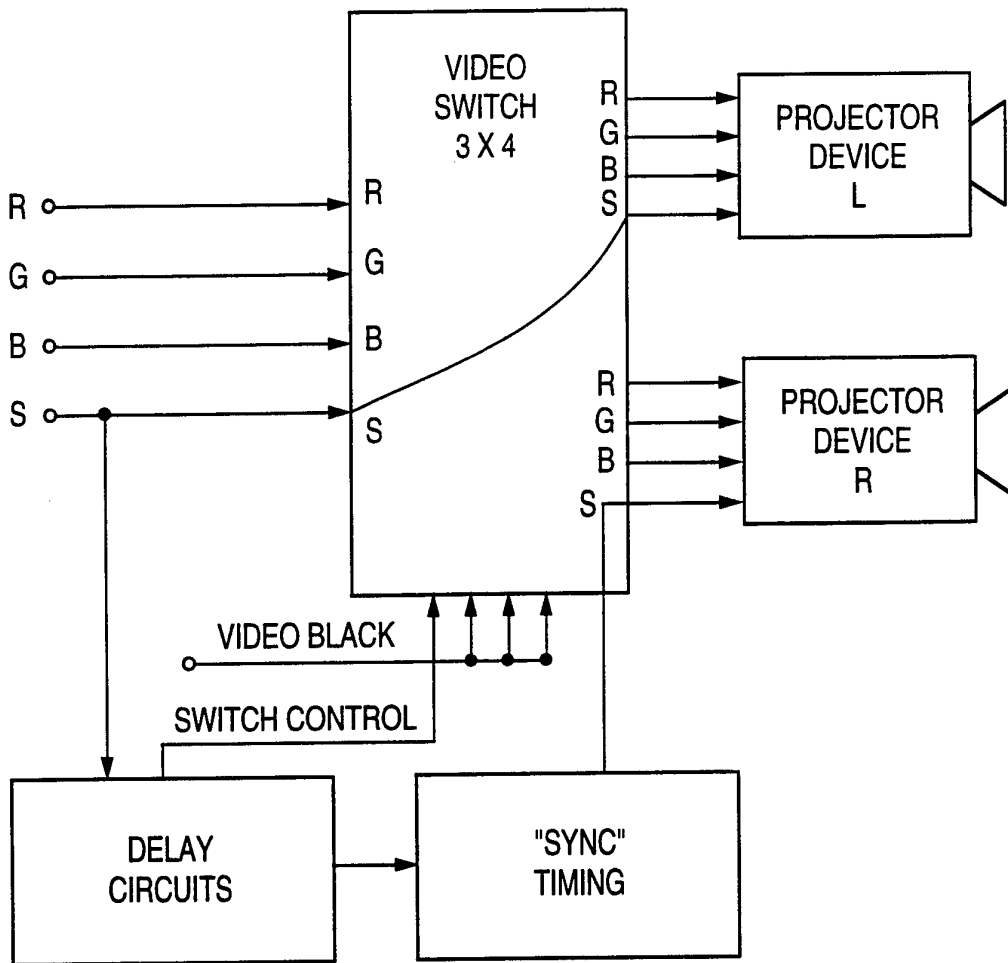 VIDEO
SWITCH
3 X 4
R
G
B
S
PROJECTOR
DEVICE
L
R
G
B
S
R
G
B
S
R
G
B
S
PROJECTOR
DEVICE
R
VIDEO BLACK
SWITCH CONTROL
DELAY
CIRCUITS
"SYNC"
TIMING